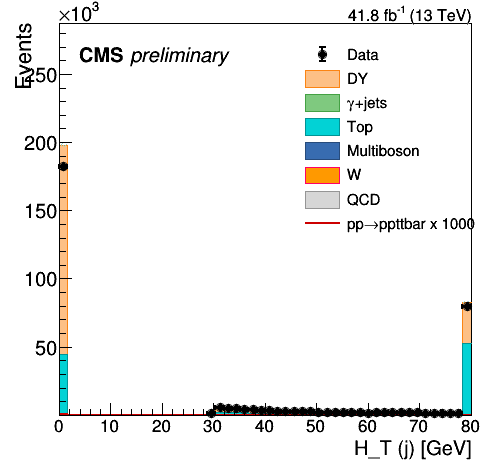 ×10³
41.8 fb⁻¹ (13 TeV)
Events
CMS preliminary
Data
DY
γ+jets
Top
Multiboson
W
QCD
pp→ppttbar x 1000
250
200
150
100
50
0 10 20 30 40 50 60 70 80
H_T (j) [GeV]